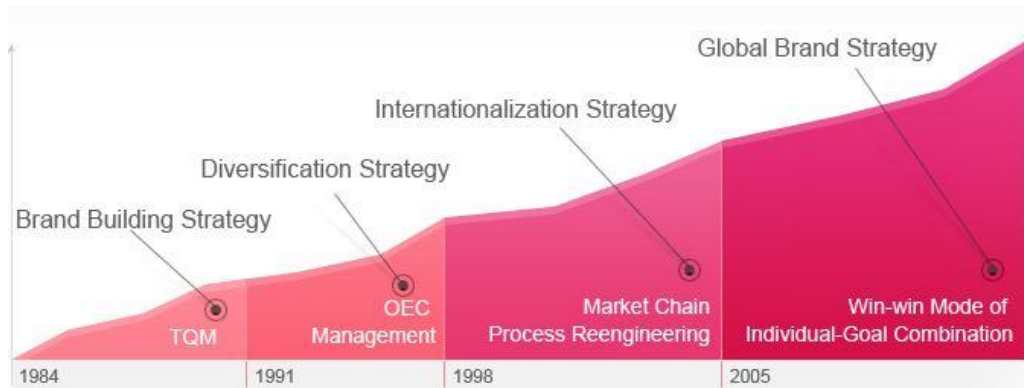 Global Brand Strategy
Internationalization Strategy
Diversification Strategy
Brand Building Strategy
TQM
OEC
Management
Market Chain
Process Reengineering
Win-win Mode of
Individual-Goal Combination
1984
1991
1998
2005